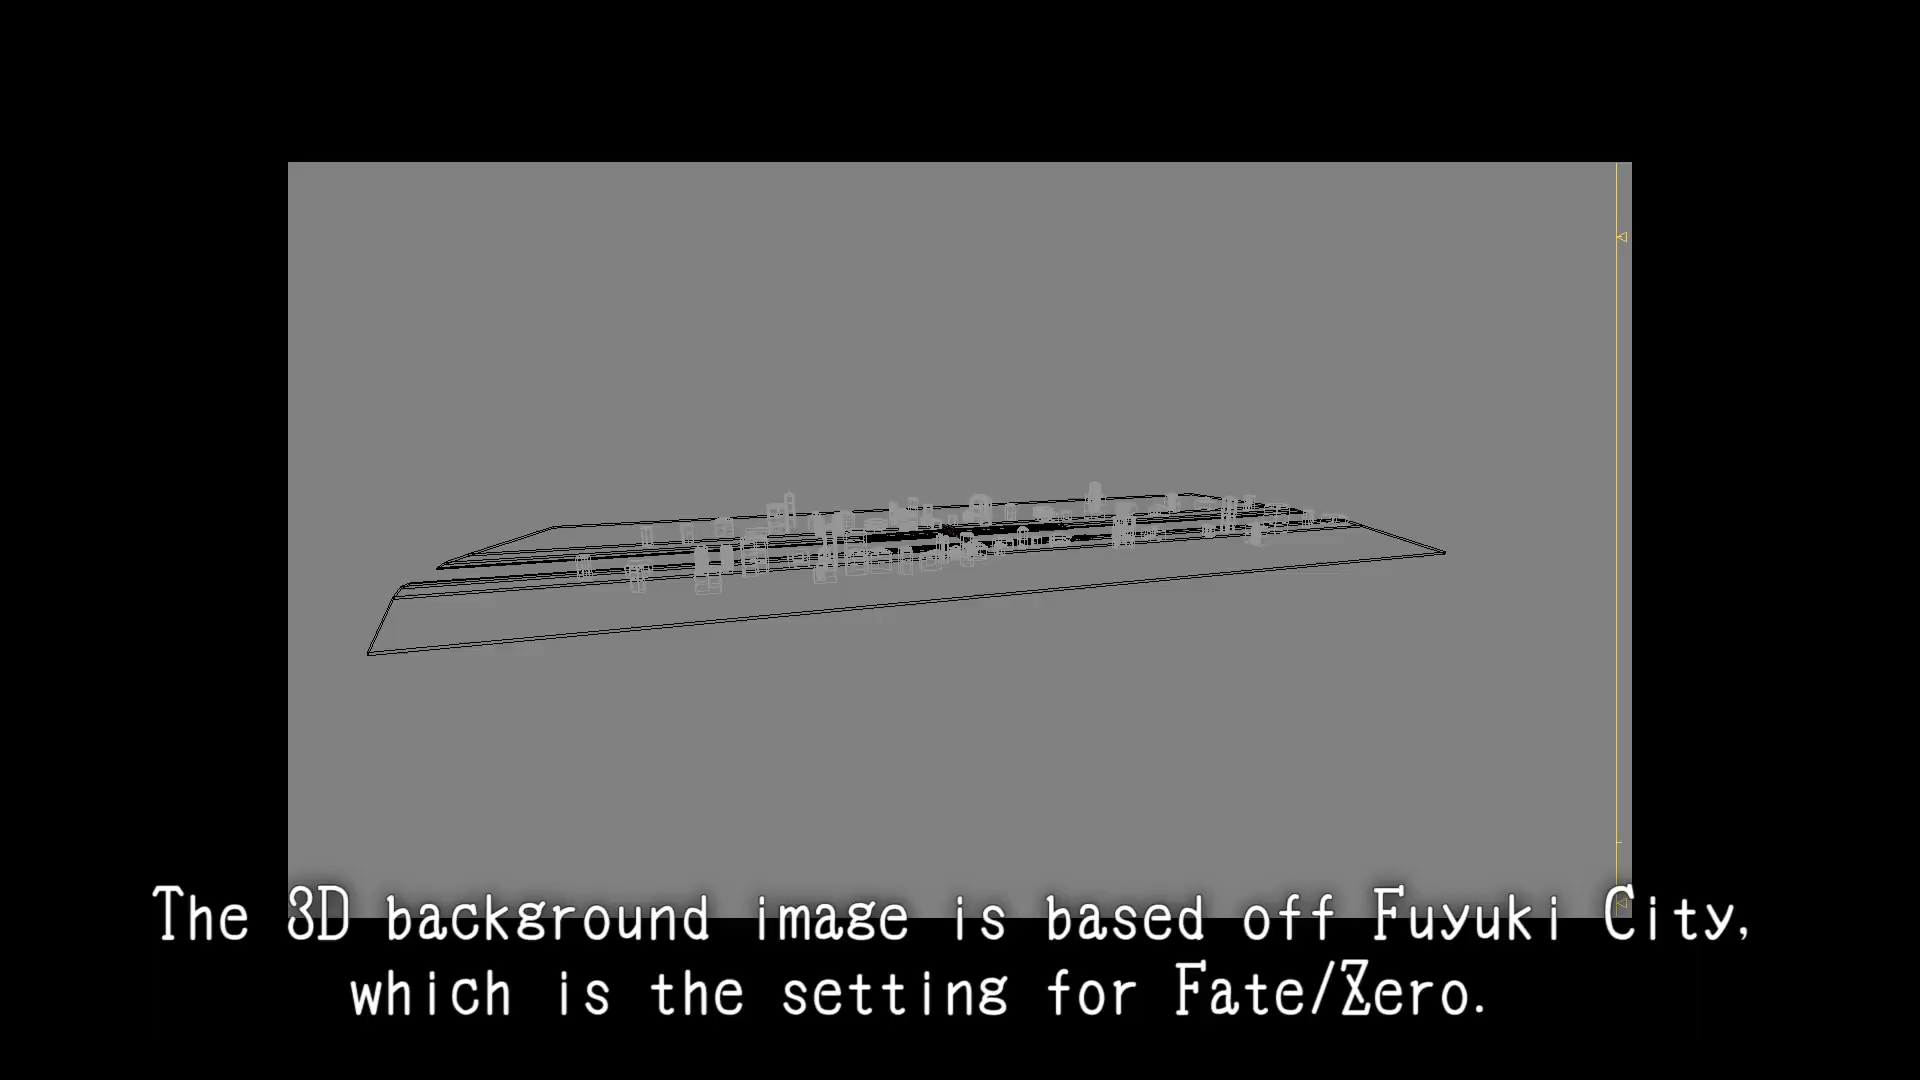 The 3D background image is based off Fuyuki City,
which is the setting for Fate/Zero.